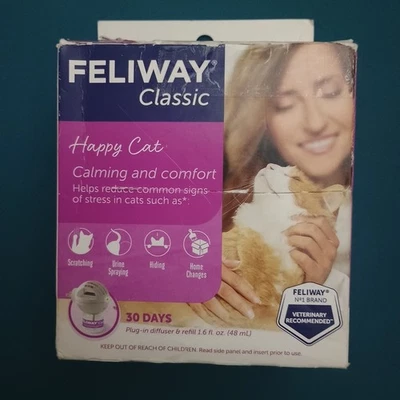 FELIWAY®
Classic
Happy Cat
Calming and comfort
Helps reduce common signs
of stress in cats such as*
Scratching
Urine
Spraying
Hiding
Home
Changes
30 DAYS
Plug-in diffuser & refill 1.6 fl. oz (48 mL)
FELIWAY®
Nº1 BRAND
VETERINARY
RECOMMENDED**
KEEP OUT OF REACH OF CHILDREN. Read side panel and insert prior to use.